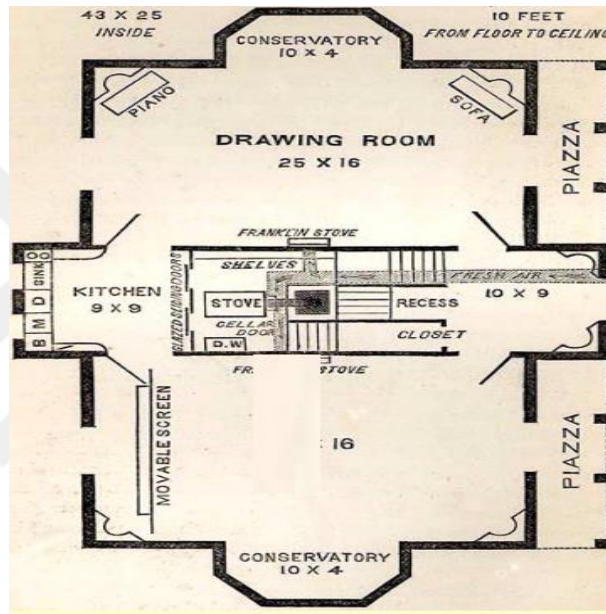 43 X 25
INSIDE
10 FEET
FROM FLOOR TO CEILING
CONSERVATORY
10 X 4
PIANO
SOFA
DRAWING ROOM
25 X 16
PIAZZA
FRANKLIN STOVE
SHELVES
FRESH AIR
SINK
KITCHEN
9 X 9
GLAZED SLIDING DOORS
STOVE
RECESS
10 X 9
B M D
CELLAR
DOOR
CLOSET
D.W
STOVE
MOVABLE SCREEN
16
PIAZZA
CONSERVATORY
10 X 4